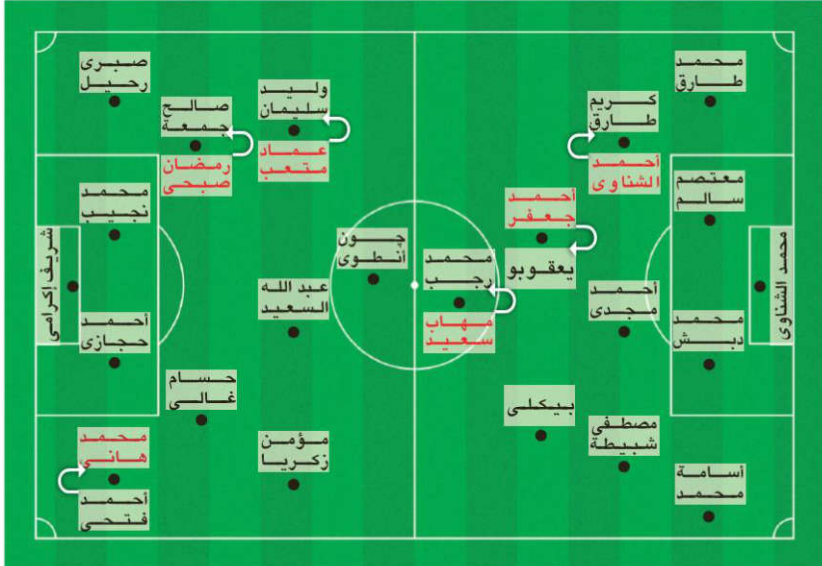 محمد
طارق
كريم
طارق
أحمد
الشناوى
معتصم
سالم
أحمد
جعفر
يعقوبو
محمد الشناوى
محمد
رجب
مهاب
سعيد
أحمد
مجدى
محمد
دبش
بيكلى
مصطفى
شبيطة
أسامة
محمد
جون
أنطوى
وليد
سليمان
عماد
متعب
صالح
جمعة
رمضان
صبحى
صبرى
رحيل
محمد
نجيب
شريف إكرامى
عبد الله
السعيد
أحمد
حجازى
حسام
غالى
مؤمن
زكريا
محمد
هانى
أحمد
فتحى